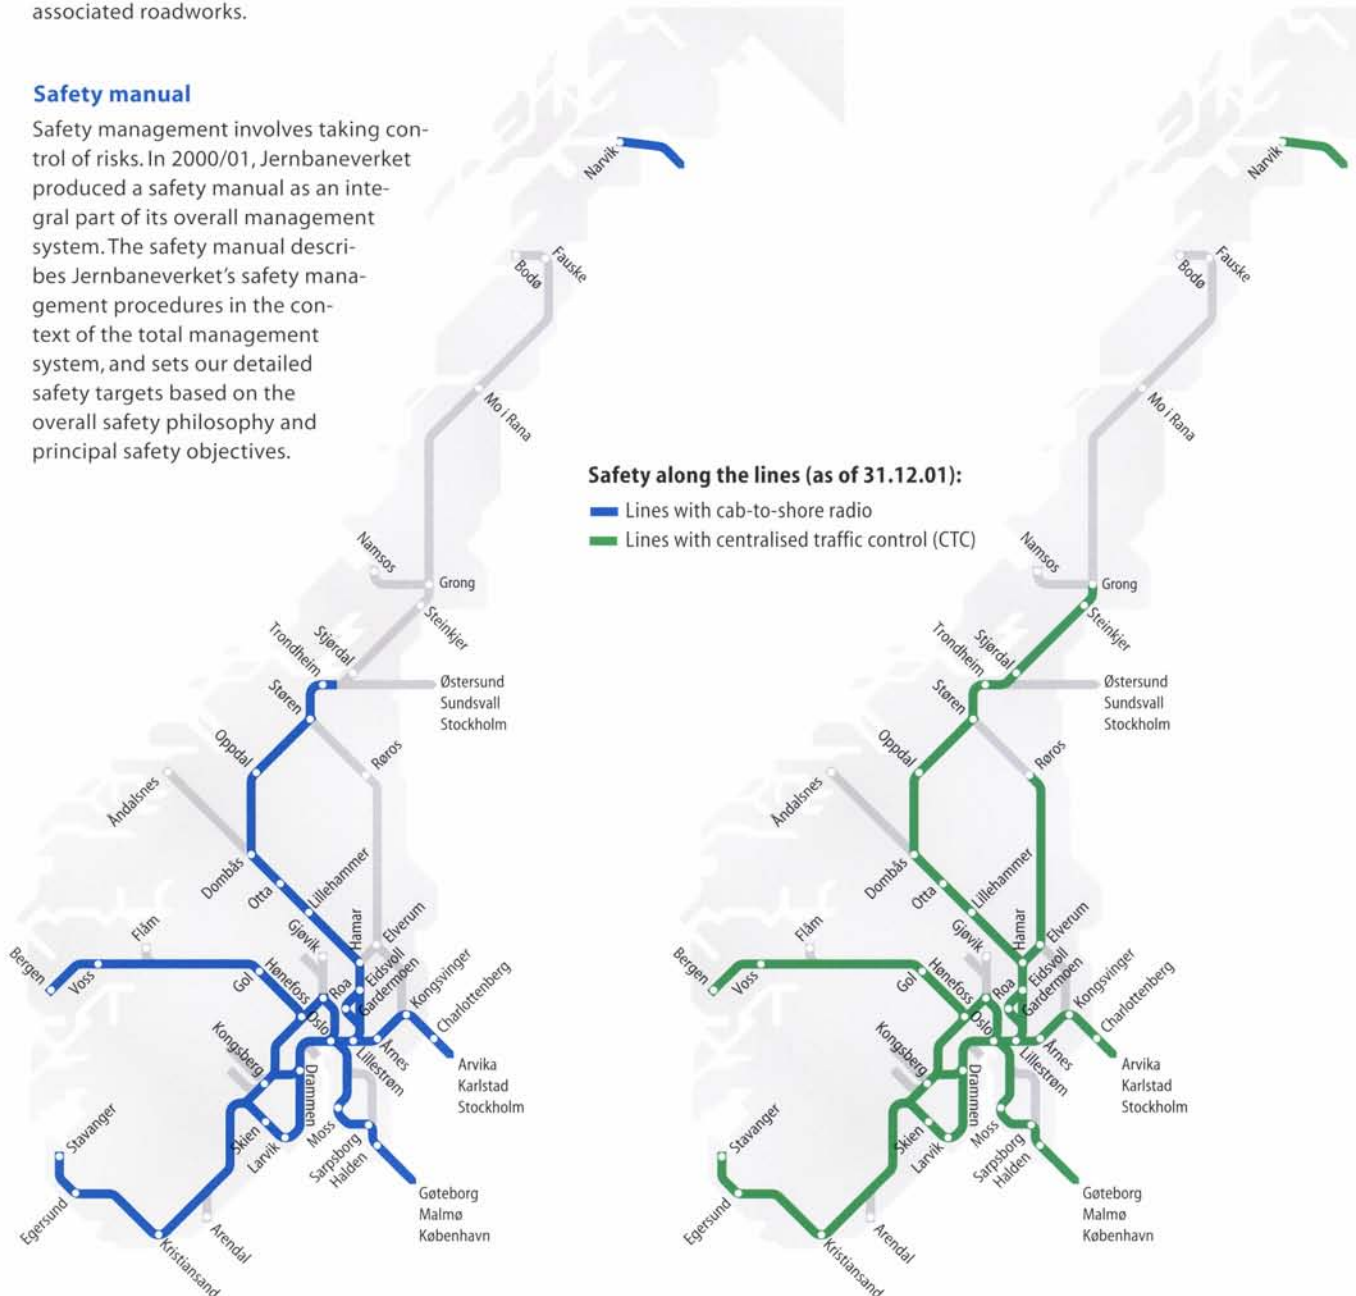 associated roadworks.
Safety manual
Safety management involves taking con-
trol of risks. In 2000/01, Jernbaneverket
produced a safety manual as an inte-
gral part of its overall management
system. The safety manual descri-
bes Jernbaneverket's safety mana-
gement procedures in the con-
text of the total management
system, and sets our detailed
safety targets based on the
overall safety philosophy and
principal safety objectives.
Safety along the lines (as of 31.12.01):
Lines with cab-to-shore radio
Lines with centralised traffic control (CTC)
Narvik
Bodø
Fauske
Mo i Rana
Namsos
Grong
Steinkjer
Stjørdal
Trondheim
Støren
Østersund
Sundsvall
Stockholm
Oppdal
Røros
Åndalsnes
Dombås
Otta
Lillehammer
Gjøvik
Hamar
Elverum
Flåm
Bergen
Voss
Gol
Hønefoss
Roa
Eidsvoll
Gardermoen
Kongsvinger
Charlottenberg
Oslo
Kongsberg
Drammen
Lillestrøm
Årnes
Arvika
Karlstad
Stockholm
Stavanger
Skien
Larvik
Moss
Sarpsborg
Halden
Egersund
Arendal
Kristiansand
Gøteborg
Malmø
København
Narvik
Bodø
Fauske
Mo i Rana
Namsos
Grong
Steinkjer
Stjørdal
Trondheim
Støren
Østersund
Sundsvall
Stockholm
Oppdal
Røros
Åndalsnes
Dombås
Otta
Lillehammer
Gjøvik
Hamar
Elverum
Flåm
Bergen
Voss
Gol
Hønefoss
Roa
Eidsvoll
Gardermoen
Kongsvinger
Charlottenberg
Oslo
Kongsberg
Drammen
Lillestrøm
Årnes
Arvika
Karlstad
Stockholm
Stavanger
Skien
Larvik
Moss
Sarpsborg
Halden
Egersund
Arendal
Kristiansand
Gøteborg
Malmø
København